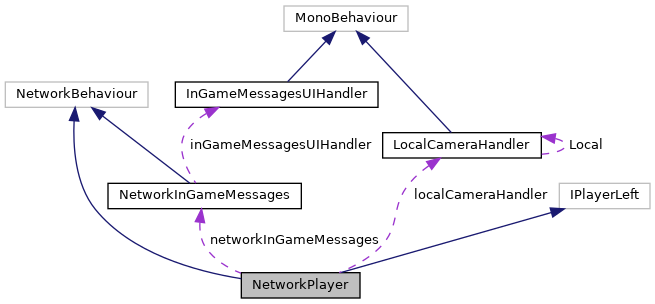 MonoBehaviour
NetworkBehaviour
InGameMessagesUIHandler
inGameMessagesUIHandler
LocalCameraHandler
Local
NetworkInGameMessages
localCameraHandler
IPlayerLeft
networkInGameMessages
NetworkPlayer